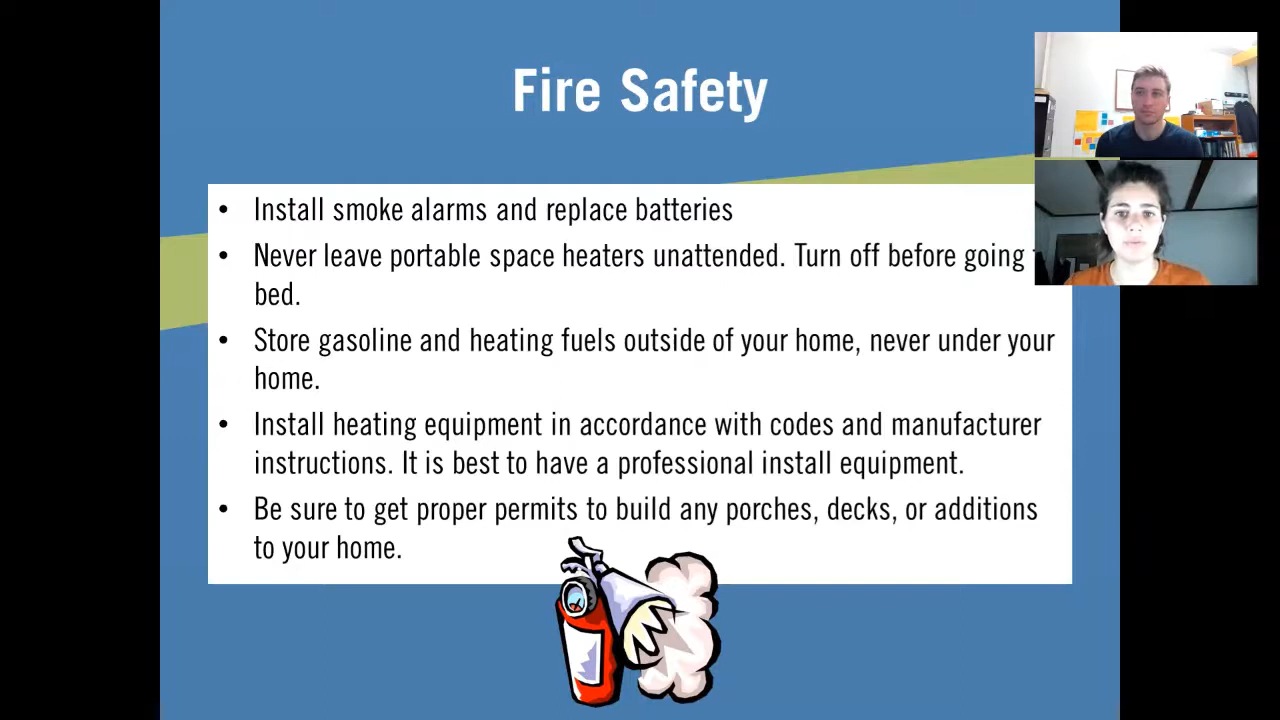 Fire Safety
• Install smoke alarms and replace batteries
• Never leave portable space heaters unattended. Turn off before going
bed.
• Store gasoline and heating fuels outside of your home, never under your
home.
• Install heating equipment in accordance with codes and manufacturer
instructions. It is best to have a professional install equipment.
• Be sure to get proper permits to build any porches, decks, or additions
to your home.